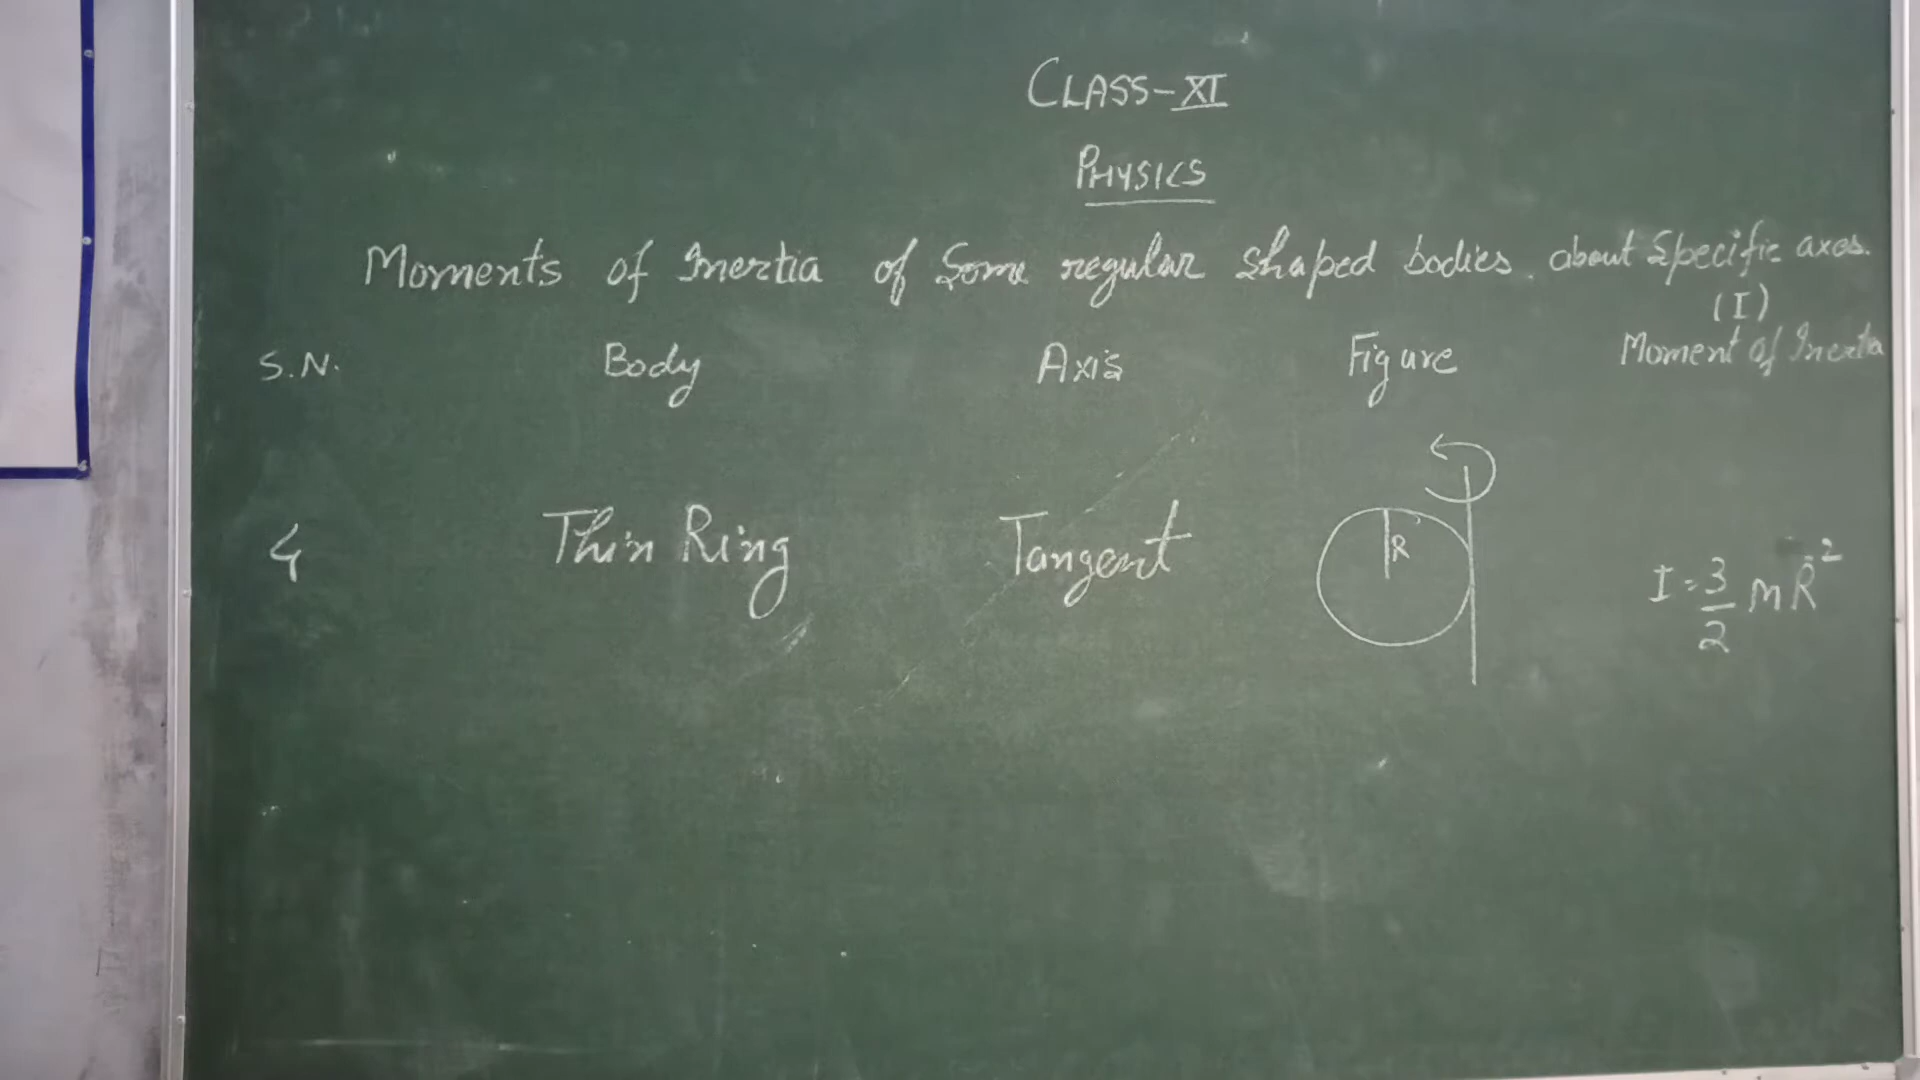 CLASS-XI
PHYSICS
Moments of Inertia of Some regular shaped bodies about Specific axes.
S.N. Body Axis Figure (I) Moment of Inertia
4 Thin Ring Tangent R I = 3/2 MR²